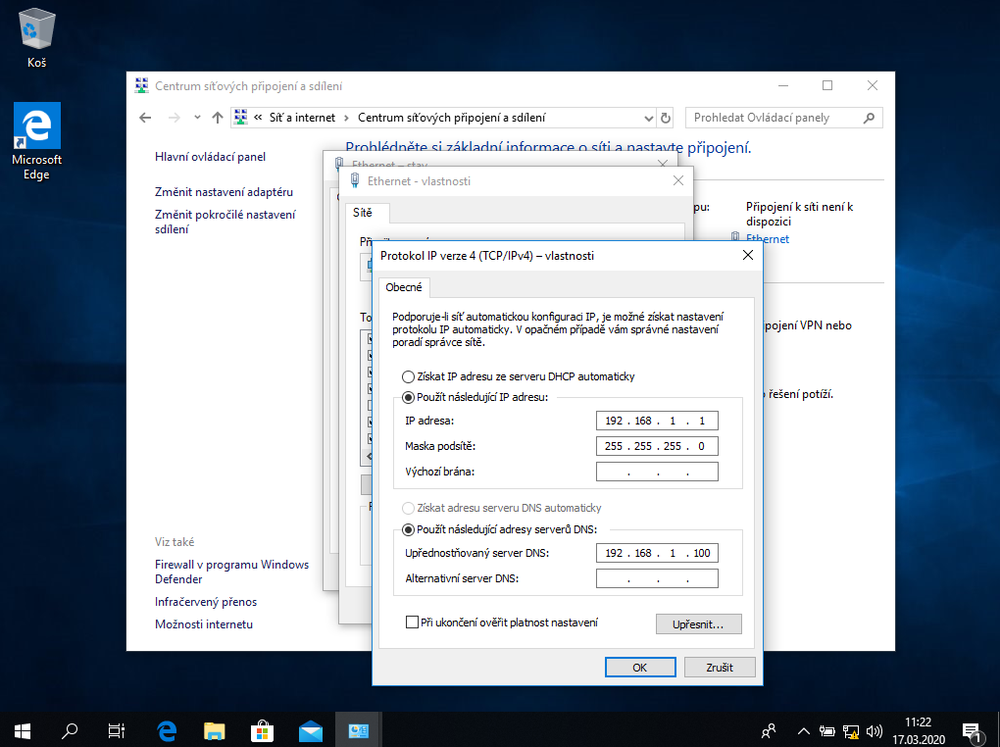 Koš
Microsoft
Edge
Centrum síťových připojení a sdílení
« Síť a internet › Centrum síťových připojení a sdílení
Prohledat Ovládací panely
Hlavní ovládací panel
Změnit nastavení adaptéru
Změnit pokročilé nastavení
sdílení
Prohlédněte si základní informace o síti a nastavte připojení.
Ethernet – stav
Ethernet - vlastnosti
Sítě
pu:
Připojení k síti není k
dispozici
Ethernet
Protokol IP verze 4 (TCP/IPv4) – vlastnosti
Obecné
Podporuje-li síť automatickou konfiguraci IP, je možné získat nastavení
protokolu IP automaticky. V opačném případě vám správné nastavení
poradí správce sítě.
Získat IP adresu ze serveru DHCP automaticky
Použít následující IP adresu:
IP adresa:
192 . 168 . 1 . 1
Maska podsítě:
255 . 255 . 255 . 0
Výchozí brána:
. . .
Získat adresu serveru DNS automaticky
Použít následující adresy serverů DNS:
Upřednostňovaný server DNS:
192 . 168 . 1 . 100
Alternativní server DNS:
. . .
Při ukončení ověřit platnost nastavení
Upřesnit...
OK
Zrušit
pojení VPN nebo
řešení potíží.
Viz také
Firewall v programu Windows
Defender
Infračervený přenos
Možnosti internetu
11:22
17.03.2020
1